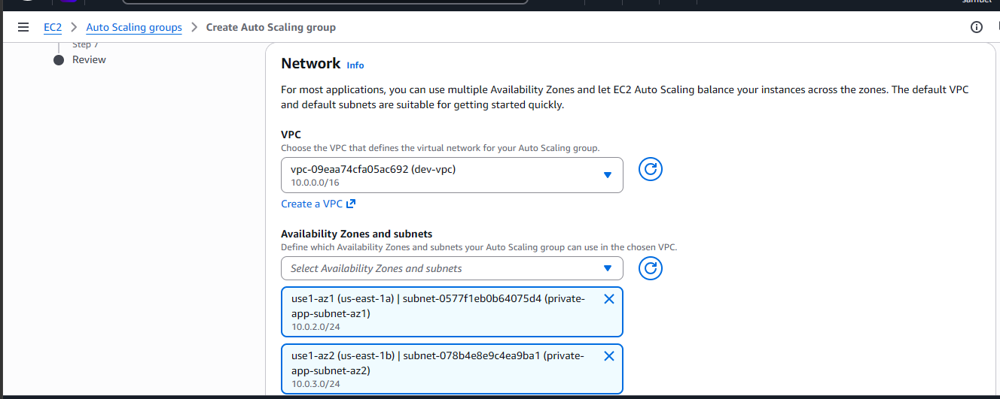 samuel
EC2 > Auto Scaling groups > Create Auto Scaling group
Step 7
Review
Network Info
For most applications, you can use multiple Availability Zones and let EC2 Auto Scaling balance your instances across the zones. The default VPC
and default subnets are suitable for getting started quickly.
VPC
Choose the VPC that defines the virtual network for your Auto Scaling group.
vpc-09eaa74cfa05ac692 (dev-vpc)
10.0.0.0/16
Create a VPC
Availability Zones and subnets
Define which Availability Zones and subnets your Auto Scaling group can use in the chosen VPC.
Select Availability Zones and subnets
use1-az1 (us-east-1a) | subnet-0577f1eb0b64075d4 (private-
app-subnet-az1)
10.0.2.0/24
use1-az2 (us-east-1b) | subnet-078b4e8e9c4ea9ba1 (private-
app-subnet-az2)
10.0.3.0/24